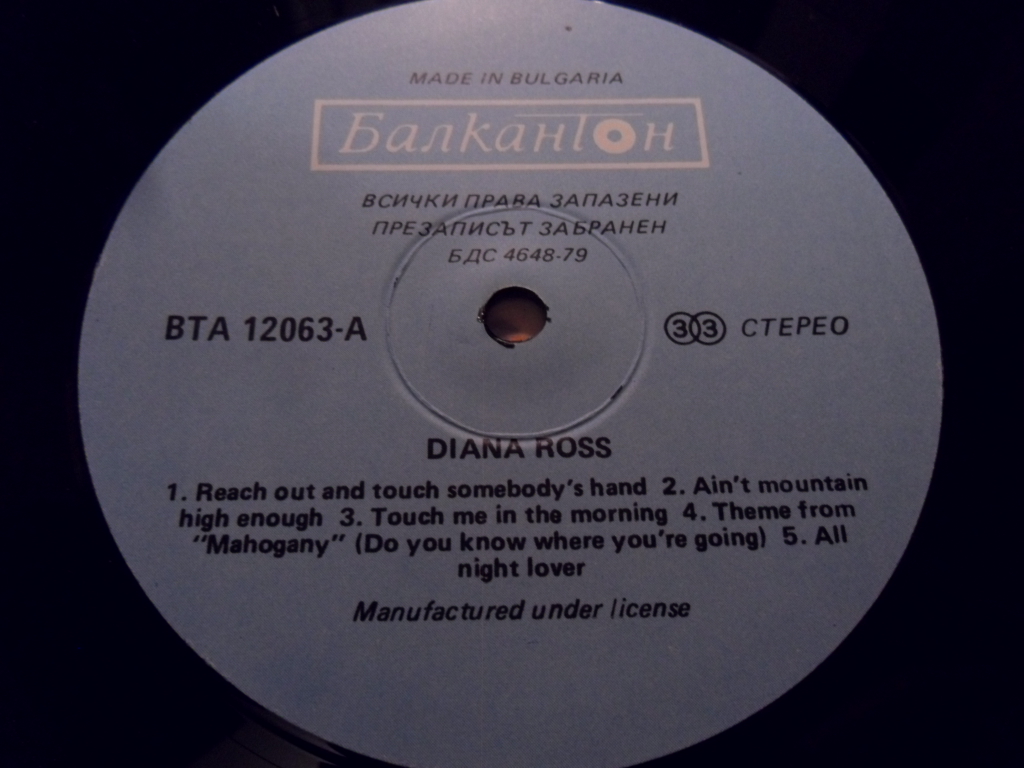 MADE IN BULGARIA
Балкантон
ВСИЧКИ ПРАВА ЗАПАЗЕНИ
ПРЕЗАПИСЪТ ЗАБРАНЕН
БДС 4648-79
ВТА 12063-А
33 СТЕРЕО
DIANA ROSS
1. Reach out and touch somebody's hand 2. Ain't mountain
high enough 3. Touch me in the morning 4. Theme from
"Mahogany" (Do you know where you're going) 5. All
night lover
Manufactured under license